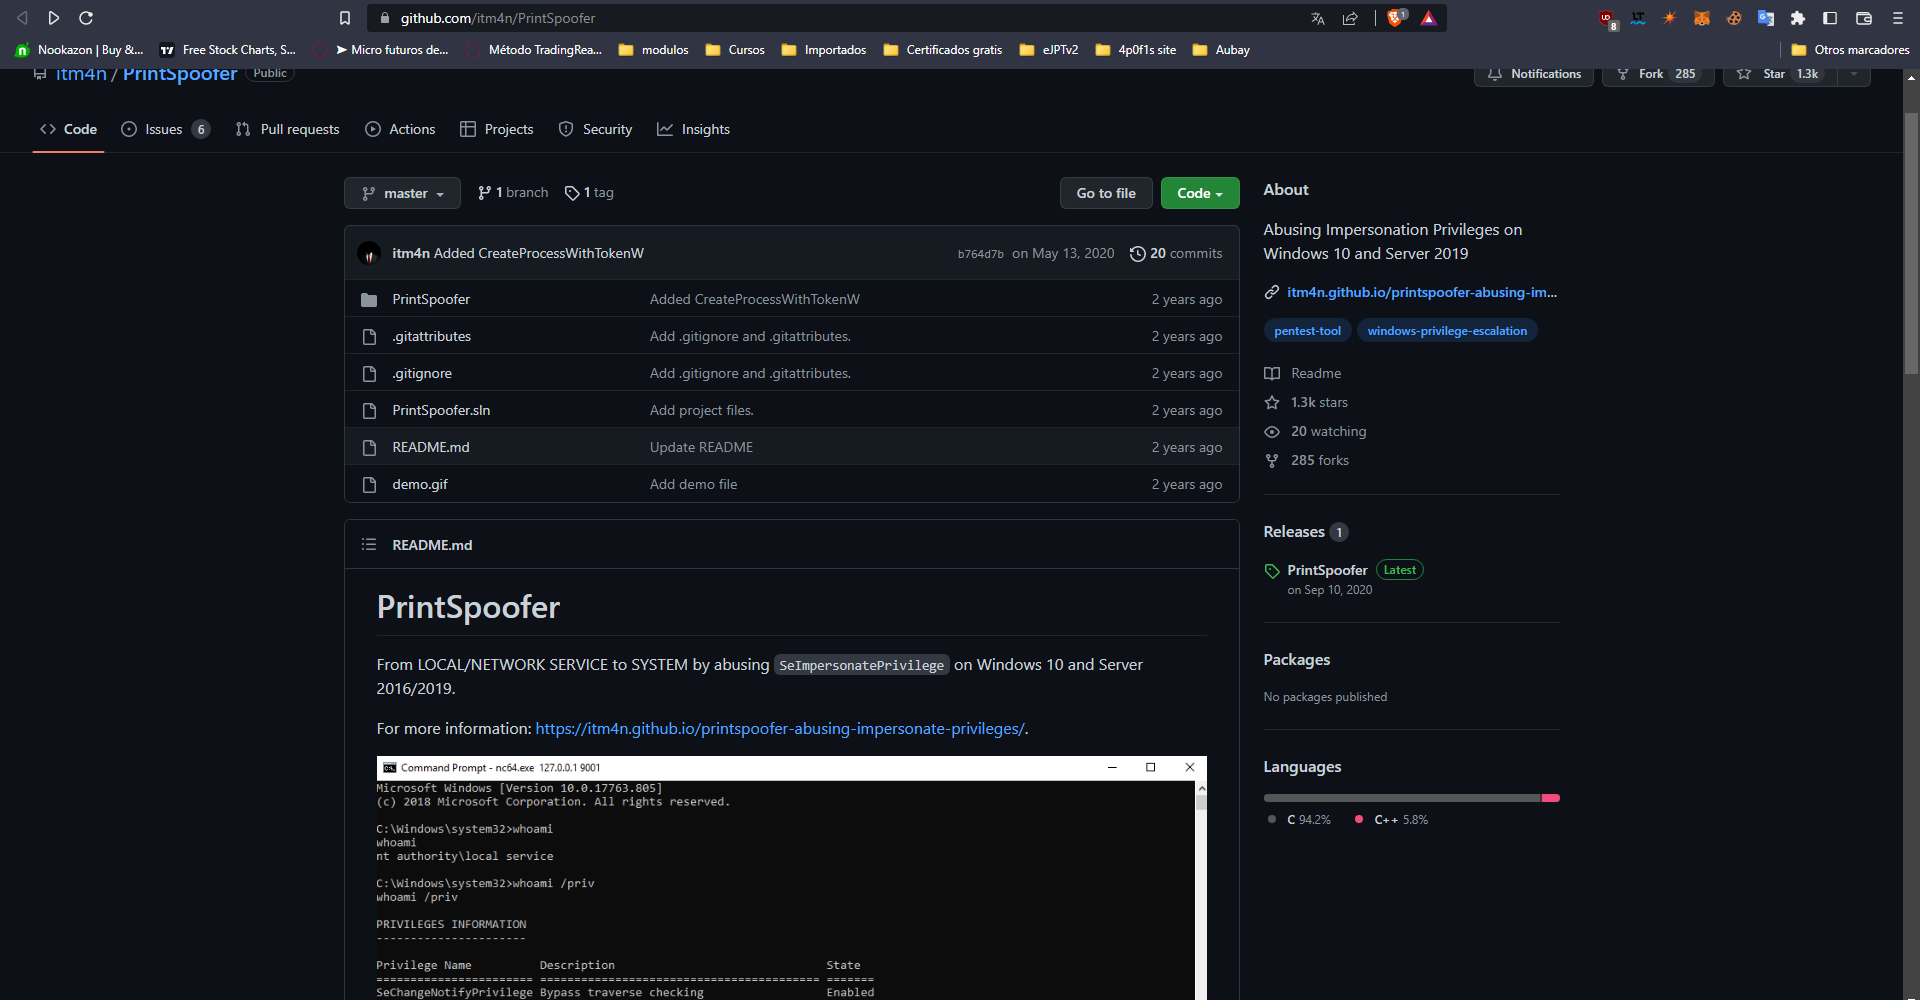 github.com/itm4n/PrintSpoofer
1
8
Nookazon | Buy &... Free Stock Charts, S... ➤ Micro futuros de... Método TradingRea... modulos Cursos Importados Certificados gratis eJPTv2 4p0f1s site Aubay Otros marcadores
itm4n / PrintSpoofer Public Notifications Fork 285 Star 1.3k
Code Issues 6 Pull requests Actions Projects Security Insights
master 1 branch 1 tag Go to file Code
itm4n Added CreateProcessWithTokenW b764d7b on May 13, 2020 20 commits
PrintSpoofer Added CreateProcessWithTokenW 2 years ago
.gitattributes Add .gitignore and .gitattributes. 2 years ago
.gitignore Add .gitignore and .gitattributes. 2 years ago
PrintSpoofer.sln Add project files. 2 years ago
README.md Update README 2 years ago
demo.gif Add demo file 2 years ago
README.md
PrintSpoofer
From LOCAL/NETWORK SERVICE to SYSTEM by abusing SeImpersonatePrivilege on Windows 10 and Server
2016/2019.
For more information: https://itm4n.github.io/printspoofer-abusing-impersonate-privileges/.
Command Prompt - nc64.exe 127.0.0.1 9001
Microsoft Windows [Version 10.0.17763.805]
(c) 2018 Microsoft Corporation. All rights reserved.
C:\Windows\system32>whoami
whoami
nt authority\local service
C:\Windows\system32>whoami /priv
whoami /priv
PRIVILEGES INFORMATION
----------------------
Privilege Name Description State
======================= ========================================= =======
SeChangeNotifyPrivilege Bypass traverse checking Enabled
About
Abusing Impersonation Privileges on
Windows 10 and Server 2019
itm4n.github.io/printspoofer-abusing-im...
pentest-tool windows-privilege-escalation
Readme
1.3k stars
20 watching
285 forks
Releases 1
PrintSpoofer Latest
on Sep 10, 2020
Packages
No packages published
Languages
C 94.2% C++ 5.8%